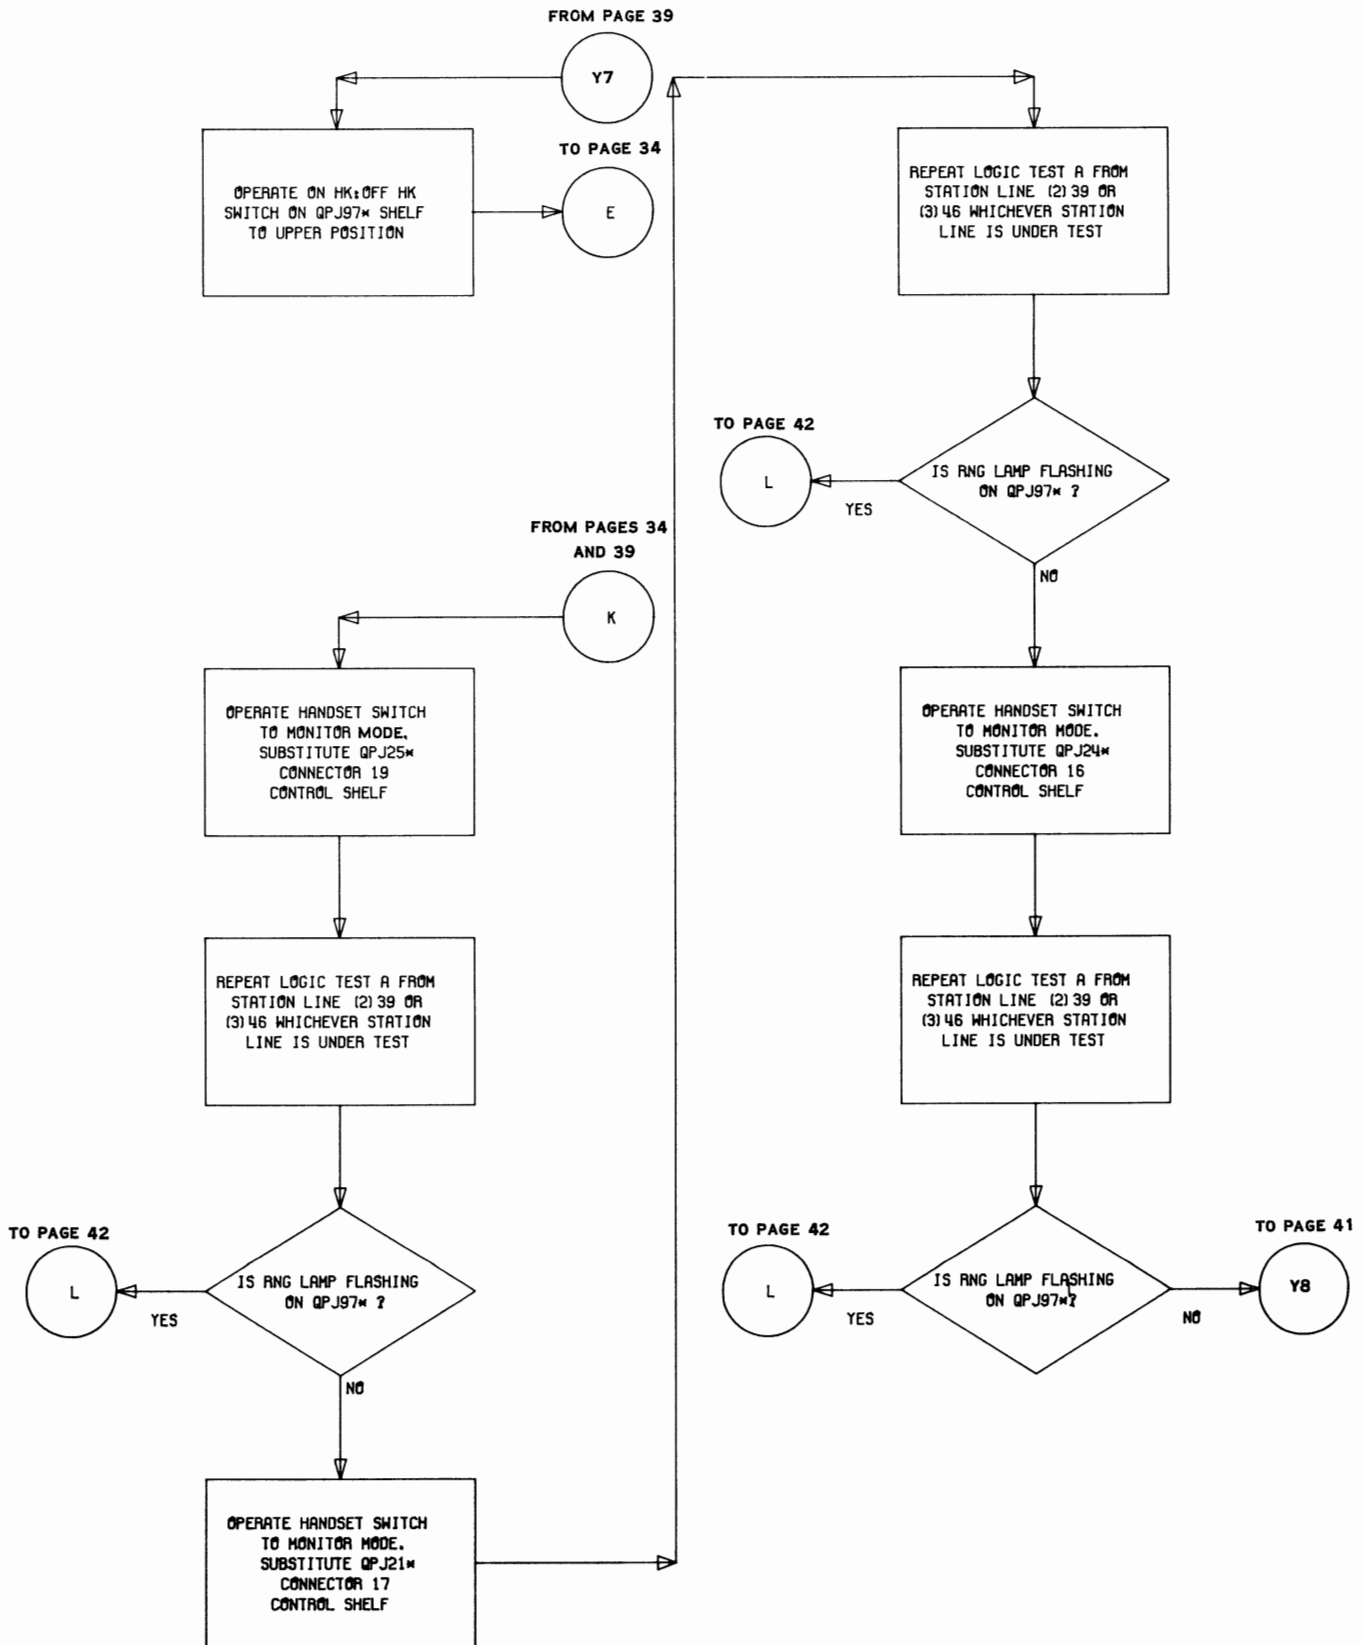 FROM PAGE 39
Y7
OPERATE ON HK:OFF HK
SWITCH ON QPJ97* SHELF
TO UPPER POSITION
TO PAGE 34
E
FROM PAGES 34
AND 39
K
OPERATE HANDSET SWITCH
TO MONITOR MODE.
SUBSTITUTE QPJ25*
CONNECTOR 19
CONTROL SHELF
REPEAT LOGIC TEST A FROM
STATION LINE (2)39 OR
(3)46 WHICHEVER STATION
LINE IS UNDER TEST
IS RNG LAMP FLASHING
ON QPJ97* ?
TO PAGE 42
L
YES
NO
OPERATE HANDSET SWITCH
TO MONITOR MODE.
SUBSTITUTE QPJ21*
CONNECTOR 17
CONTROL SHELF
REPEAT LOGIC TEST A FROM
STATION LINE (2)39 OR
(3)46 WHICHEVER STATION
LINE IS UNDER TEST
IS RNG LAMP FLASHING
ON QPJ97* ?
TO PAGE 42
L
YES
NO
OPERATE HANDSET SWITCH
TO MONITOR MODE.
SUBSTITUTE QPJ24*
CONNECTOR 16
CONTROL SHELF
REPEAT LOGIC TEST A FROM
STATION LINE (2)39 OR
(3)46 WHICHEVER STATION
LINE IS UNDER TEST
IS RNG LAMP FLASHING
ON QPJ97*?
TO PAGE 42
L
YES
NO
TO PAGE 41
Y8